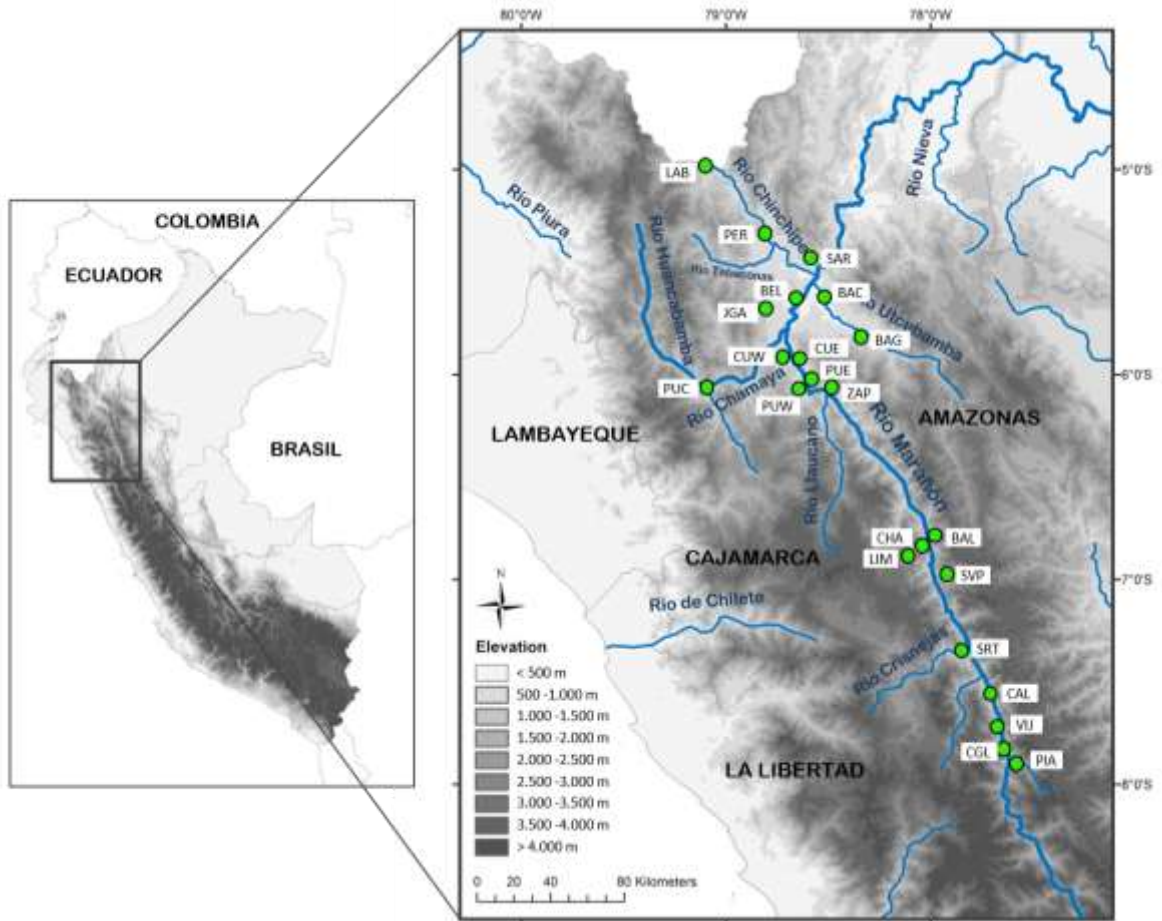 80°0'W 79°0'W 78°0'W
COLOMBIA
ECUADOR
BRASIL
5°0'S
6°0'S
7°0'S
8°0'S
Río Piura
Río Huancabamba
Río Chinchipe
Río Nieva
LAB
PER
SAR
BEL
BAC
JGA
BAG
CUW
CUE
PUE
PUC
PUW
ZAP
Río Chamaya
Río Llaucano
Río Marañón
AMAZONAS
LAMBAYEQUE
CAJAMARCA
CHA
BAL
LIM
SVP
Río de Chilete
Río Crisnejas
SRT
CAL
VIJ
CGL
PIA
LA LIBERTAD
N
Elevation
< 500 m
500 -1.000 m
1.000 -1.500 m
1.500 -2.000 m
2.000 -2.500 m
2.500 -3.000 m
3.000 -3.500 m
3.500 -4.000 m
> 4.000 m
0 20 40 80 Kilometers